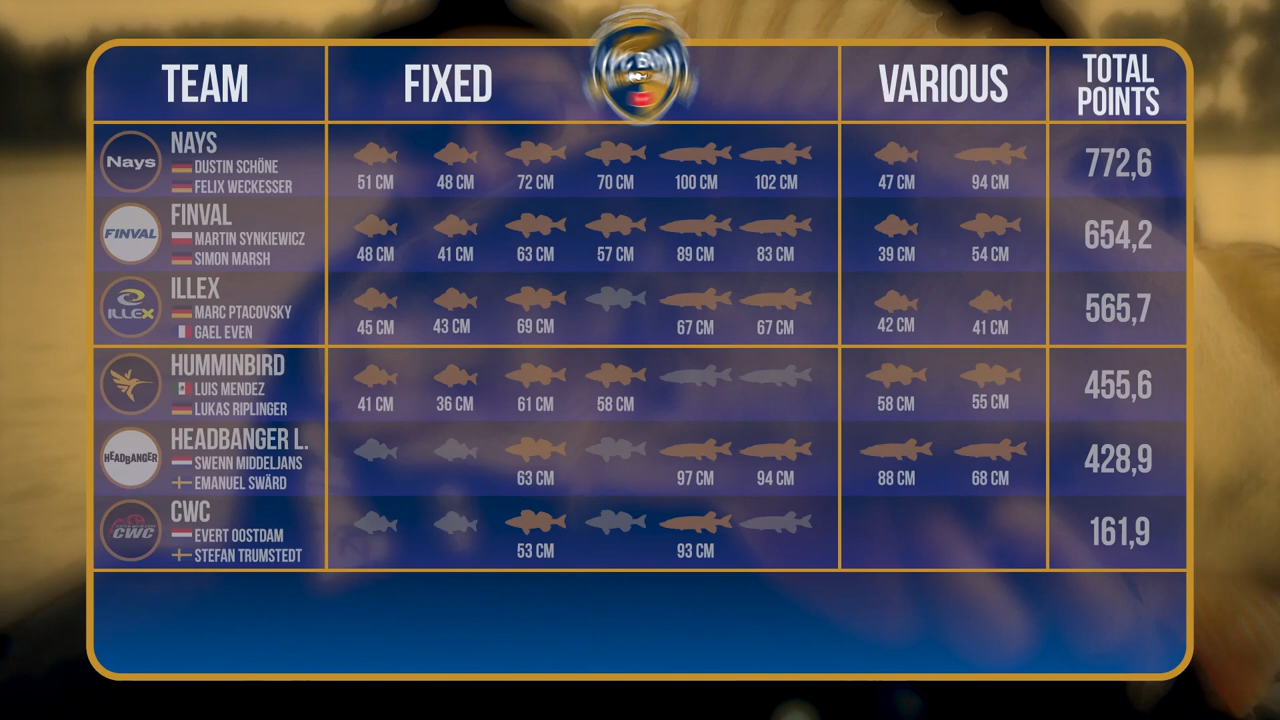 TEAM FIXED VARIOUS TOTAL POINTS
Nays NAYS
DUSTIN SCHÖNE
FELIX WECKESSER
51 CM 48 CM 72 CM 70 CM 100 CM 102 CM 47 CM 94 CM 772,6
FINVAL FINVAL
MARTIN SYNKIEWICZ
SIMON MARSH
48 CM 41 CM 63 CM 57 CM 89 CM 83 CM 39 CM 54 CM 654,2
ILLEX ILLEX
MARC PTACOVSKY
GAEL EVEN
45 CM 43 CM 69 CM 67 CM 67 CM 42 CM 41 CM 565,7
HUMMINBIRD
LUIS MENDEZ
LUKAS RIPLINGER
41 CM 36 CM 61 CM 58 CM 58 CM 55 CM 455,6
HEADBANGER HEADBANGER L.
SWENN MIDDELJANS
EMANUEL SWÄRD
63 CM 97 CM 94 CM 88 CM 68 CM 428,9
CWC CWC
EVERT OOSTDAM
STEFAN TRUMSTEDT
53 CM 93 CM 161,9